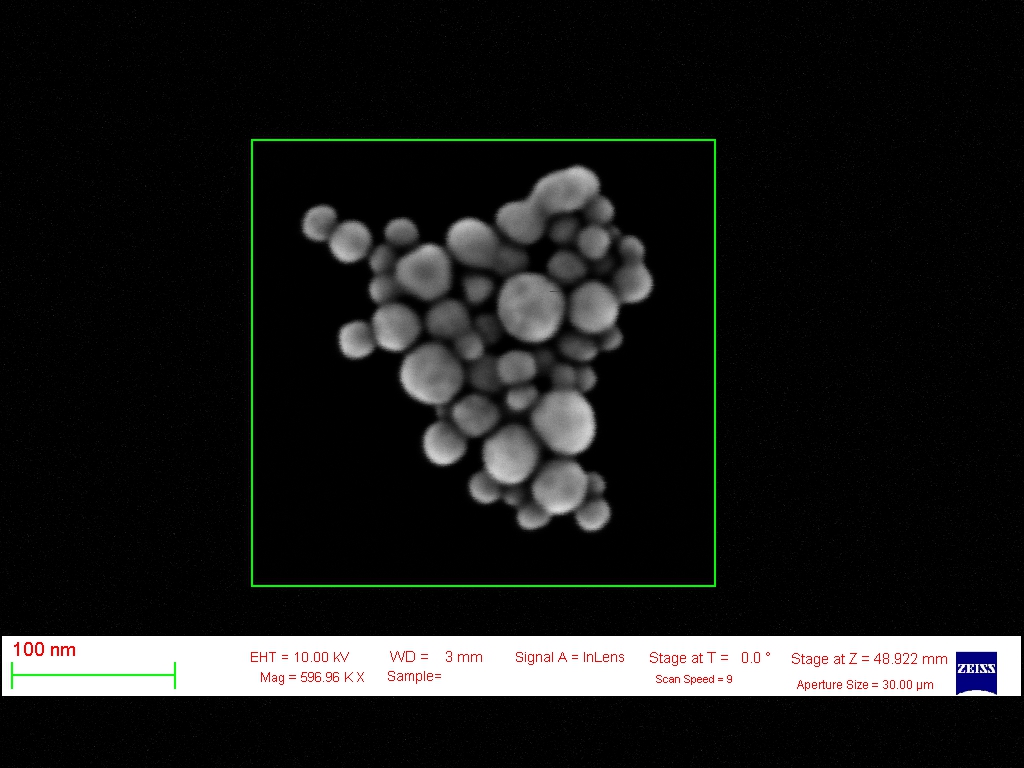 100 nm
EHT = 10.00 kV WD = 3 mm Signal A = InLens Stage at T = 0.0 ° Stage at Z = 48.922 mm
Mag = 596.96 K X Sample= Scan Speed = 9 Aperture Size = 30.00 µm
ZEISS